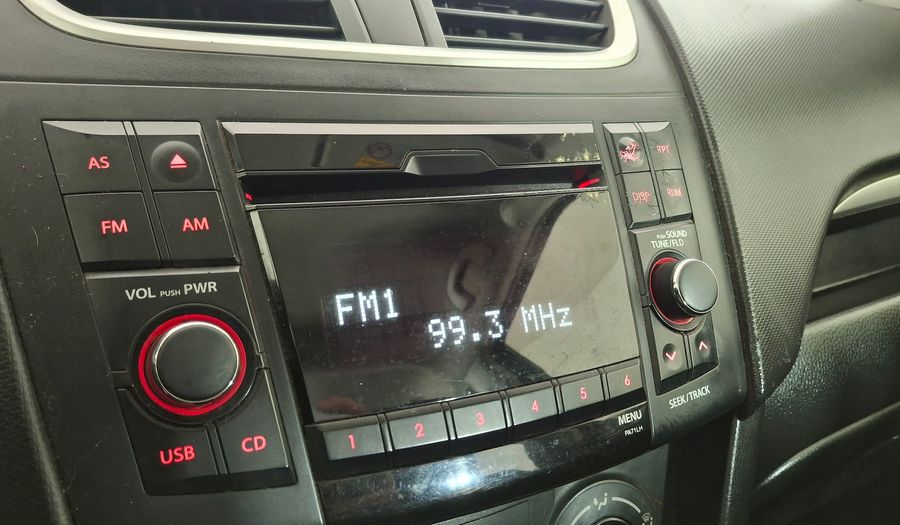 AS
FM
AM
VOL PUSH PWR
USB
CD
FM1
99.3 MHz
1 2 3 4 5 6
MENU
PA71LH
RPT
DISP
RDM
PUSH SOUND
TUNE/FLD
SEEK/TRACK